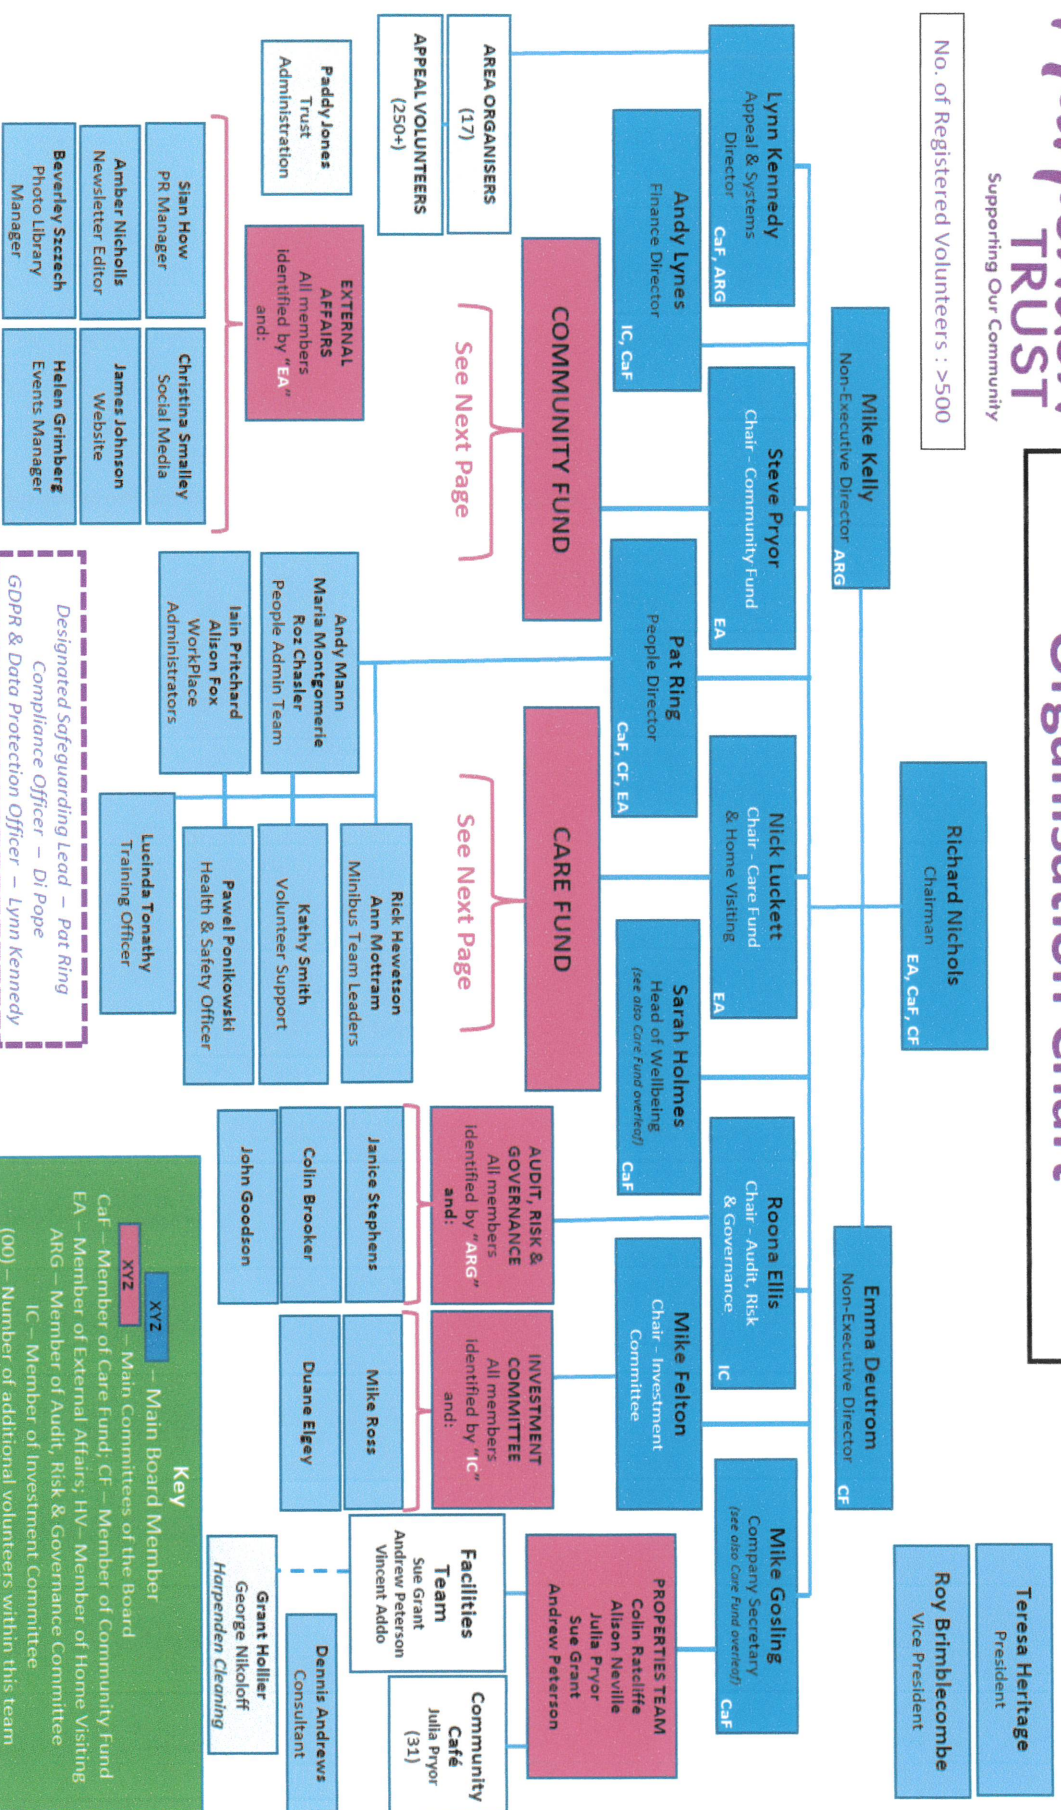 TRUST
Supporting Our Community
Organisation Chart
No. of Registered Volunteers : >500
Richard Nichols
Chairman
EA, CaF, CF
Teresa Heritage
President
Roy Brimblecombe
Vice President
Mike Kelly
Non-Executive Director
ARG
Emma Deutrom
Non-Executive Director
CF
Lynn Kennedy
Appeal & Systems
Director
CaF, ARG
Steve Pryor
Chair – Community Fund
EA
Nick Luckett
Chair – Care Fund
& Home Visiting
EA
Roona Ellis
Chair – Audit, Risk
& Governance
IC
Mike Gosling
Company Secretary
(see also Care Fund overleaf)
CaF
Andy Lynes
Finance Director
IC, CaF
Pat Ring
People Director
CaF, CF, EA
Sarah Holmes
Head of Wellbeing
(see also Care Fund overleaf)
CaF
Mike Felton
Chair – Investment
Committee
AREA ORGANISERS
(17)
APPEAL VOLUNTEERS
(250+)
Paddy Jones
Trust
Administration
COMMUNITY FUND
See Next Page
CARE FUND
See Next Page
EXTERNAL
AFFAIRS
All members
identified by "EA"
and:
Sian How
PR Manager
Christina Smalley
Social Media
Amber Nicholls
Newsletter Editor
James Johnson
Website
Beverley Szczech
Photo Library
Manager
Helen Grimberg
Events Manager
Andy Mann
Maria Montgomerie
Roz Chasler
People Admin Team
Iain Pritchard
Alison Fox
WorkPlace
Administrators
Rick Hewetson
Ann Mottram
Minibus Team Leaders
Kathy Smith
Volunteer Support
Pawel Ponikowski
Health & Safety Officer
Lucinda Tonathy
Training Officer
AUDIT, RISK &
GOVERNANCE
All members
identified by "ARG"
and:
Janice Stephens
Colin Brooker
John Goodson
INVESTMENT
COMMITTEE
All members
identified by "IC"
and:
Mike Ross
Duane Elgey
PROPERTIES TEAM
Colin Ratcliffe
Alison Neville
Julia Pryor
Sue Grant
Andrew Peterson
Facilities
Team
Sue Grant
Andrew Peterson
Vincent Addo
Community
Café
Julia Pryor
(31)
Dennis Andrews
Consultant
Grant Hollier
George Nikoloff
Harpenden Cleaning
Designated Safeguarding Lead – Pat Ring
Compliance Officer – Di Pope
GDPR & Data Protection Officer – Lynn Kennedy
Key
XYZ – Main Board Member
XYZ – Main Committees of the Board
CaF – Member of Care Fund; CF – Member of Community Fund
EA – Member of External Affairs; HV – Member of Home Visiting
ARG – Member of Audit, Risk & Governance Committee
IC – Member of Investment Committee
(00) – Number of additional volunteers within this team